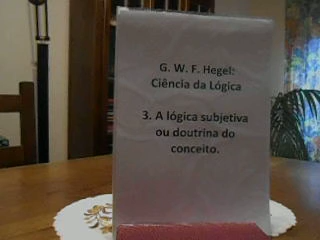 G. W. F. Hegel:
Ciência da Lógica
3. A lógica subjetiva
ou doutrina do
conceito.